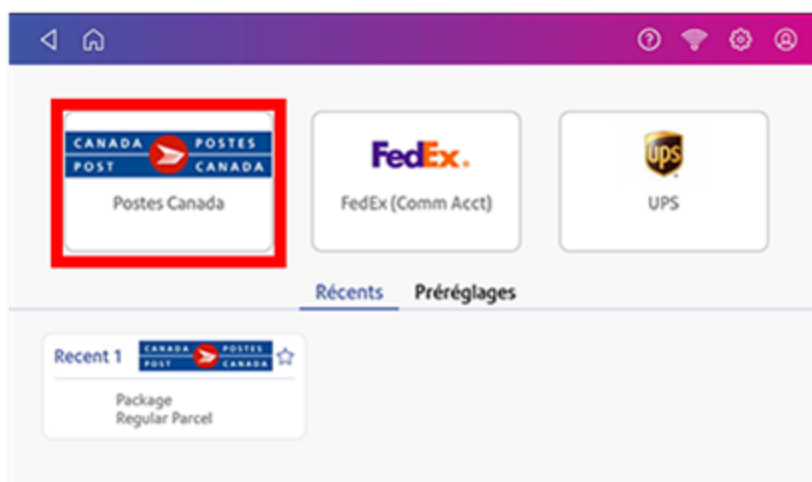 CANADA POSTES
POST CANADA
Postes Canada
FedEx.
FedEx (Comm Acct)
ups
UPS
Récents Préréglages
Recent 1
CANADA POSTES
POST CANADA
Package
Regular Parcel